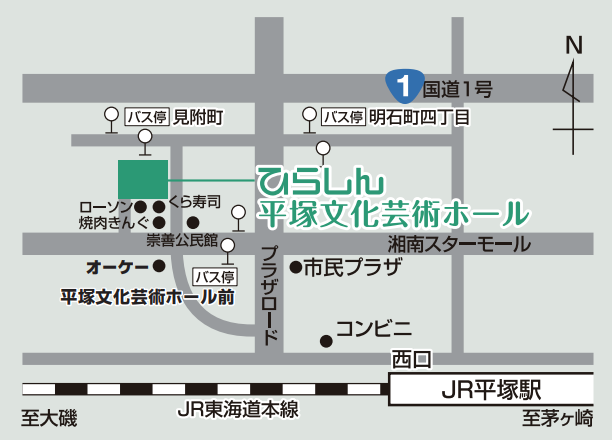 N
1
国道1号
バス停 見附町
バス停 明石町四丁目
ひらしん
平塚文化芸術ホール
ローソン
くら寿司
焼肉きんぐ
崇善公民館
湘南スターモール
オーケー
バス停
平塚文化芸術ホール前
プラザロード
市民プラザ
コンビニ
西口
JR平塚駅
JR東海道本線
至大磯
至茅ヶ崎